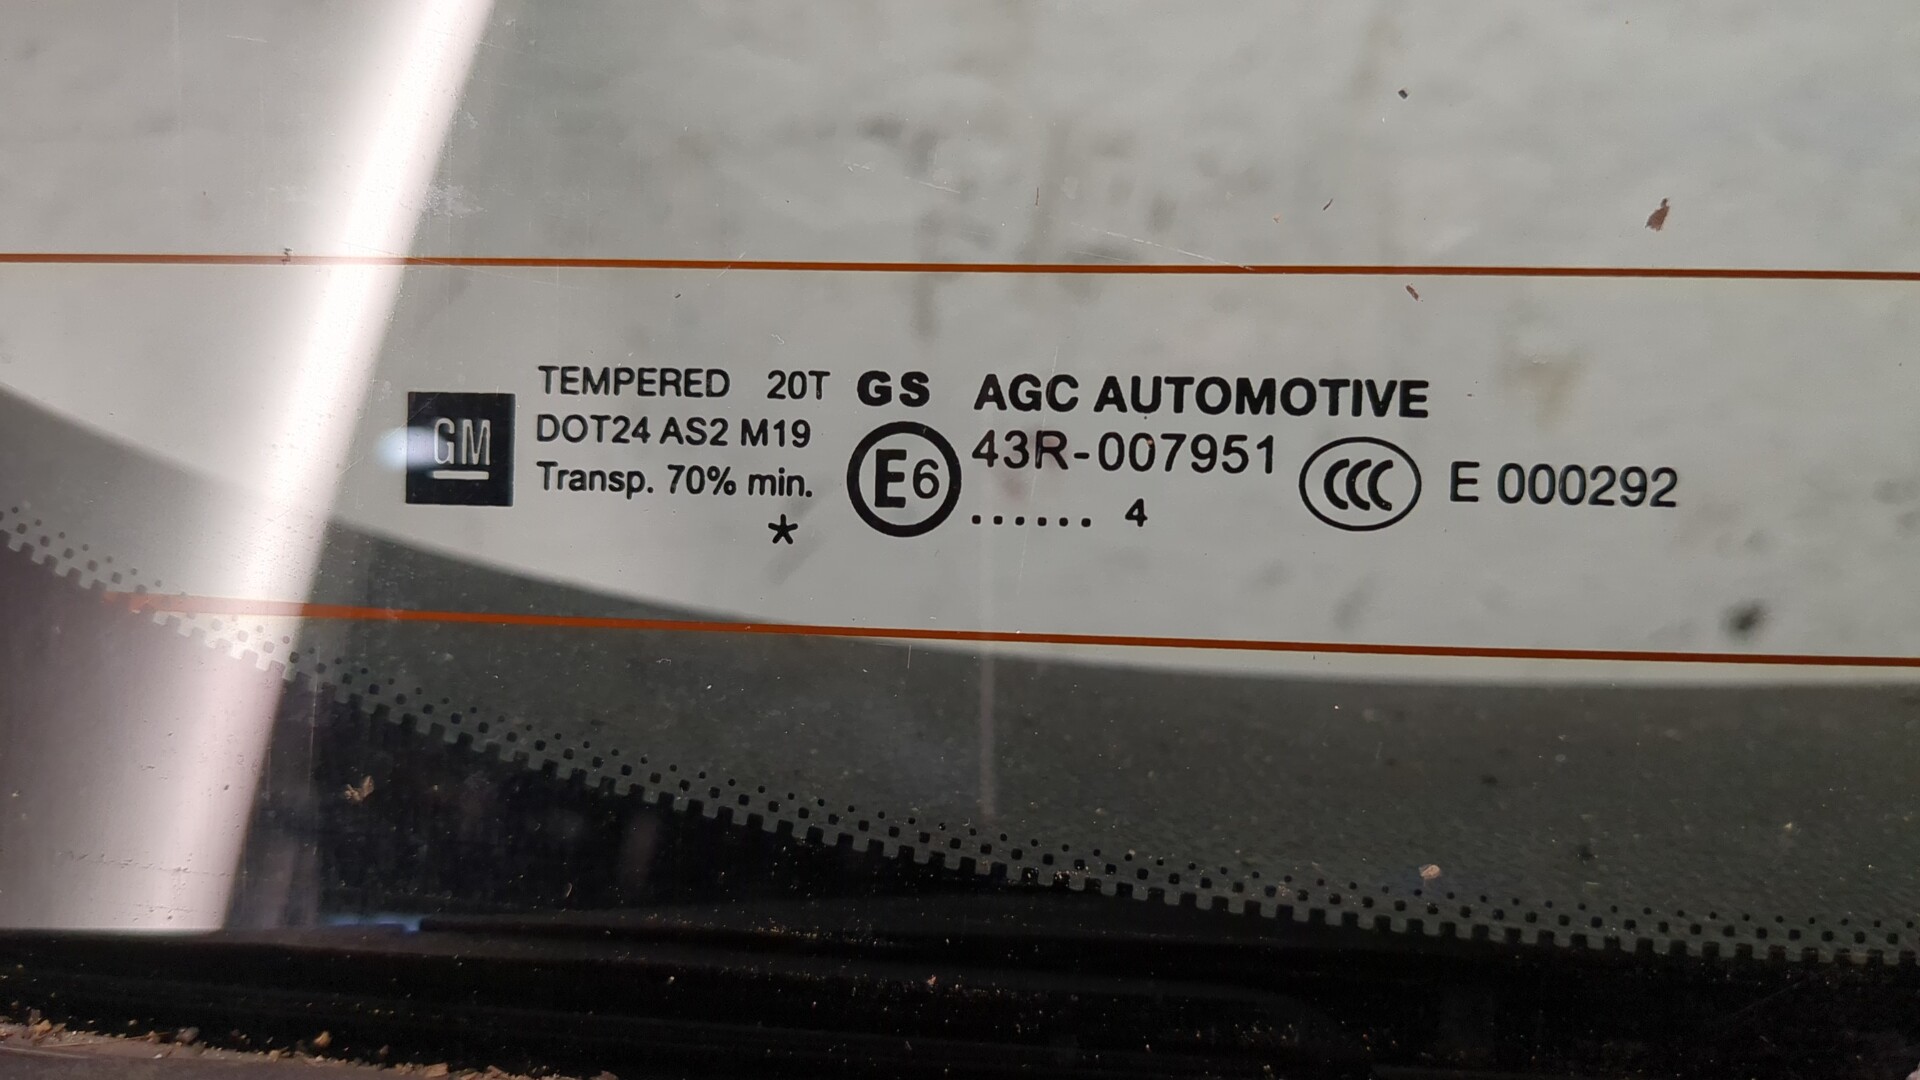 GM
TEMPERED 20T GS AGC AUTOMOTIVE
DOT24 AS2 M19
Transp. 70% min.
*
E6
43R-007951
...... 4
CCC E 000292